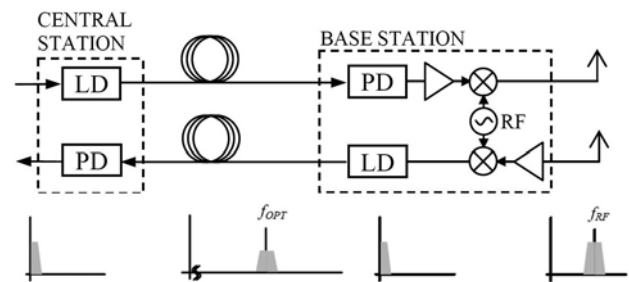 CENTRAL
STATION
BASE STATION
LD
PD
RF
PD
LD
f_OPT
f_RF